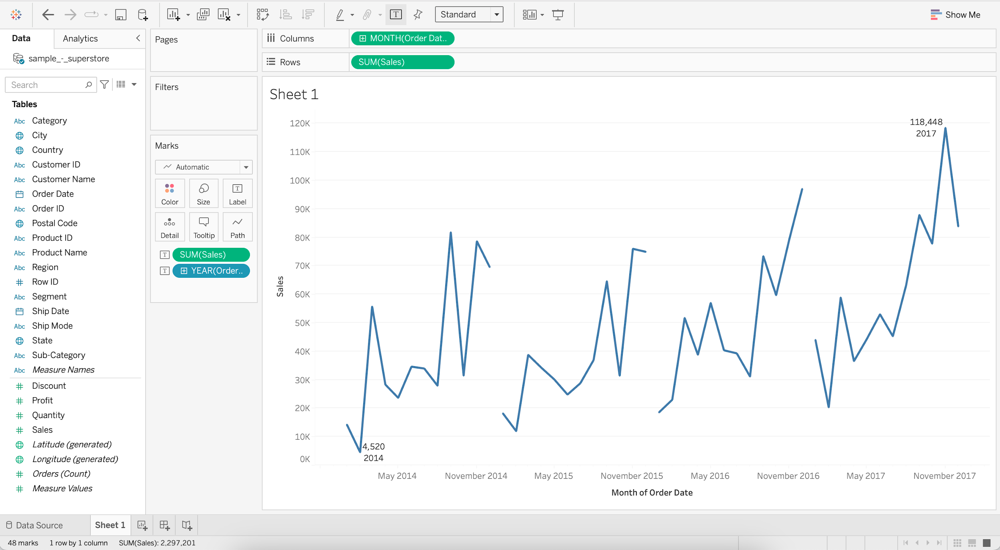 Standard
Show Me
Data
Analytics
sample_-_superstore
Search
Tables
Abc Category
City
Country
Abc Customer ID
Abc Customer Name
Order Date
Abc Order ID
Postal Code
Abc Product ID
Abc Product Name
Abc Region
Row ID
Abc Segment
Ship Date
Abc Ship Mode
State
Abc Sub-Category
Abc Measure Names
Discount
Profit
Quantity
Sales
Latitude (generated)
Longitude (generated)
Orders (Count)
Measure Values
Pages
Filters
Marks
Automatic
Color
Size
T
Label
Detail
Tooltip
Path
T SUM(Sales)
T YEAR(Order..
Columns
MONTH(Order Dat..
Rows
SUM(Sales)
Sheet 1
120K
110K
100K
90K
80K
70K
60K
50K
40K
30K
20K
10K
0K
Sales
118,448
2017
4,520
2014
May 2014
November 2014
May 2015
November 2015
May 2016
November 2016
May 2017
November 2017
Month of Order Date
Data Source
Sheet 1
48 marks
1 row by 1 column
SUM(Sales): 2,297,201